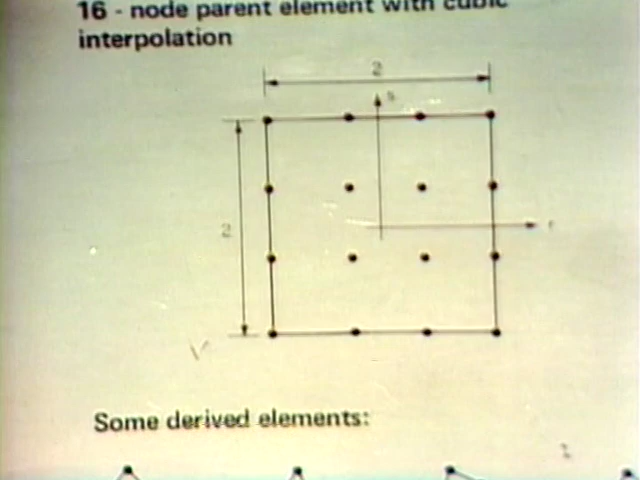 16 - node parent element with cubic
interpolation
2
s
2
r
Some derived elements: